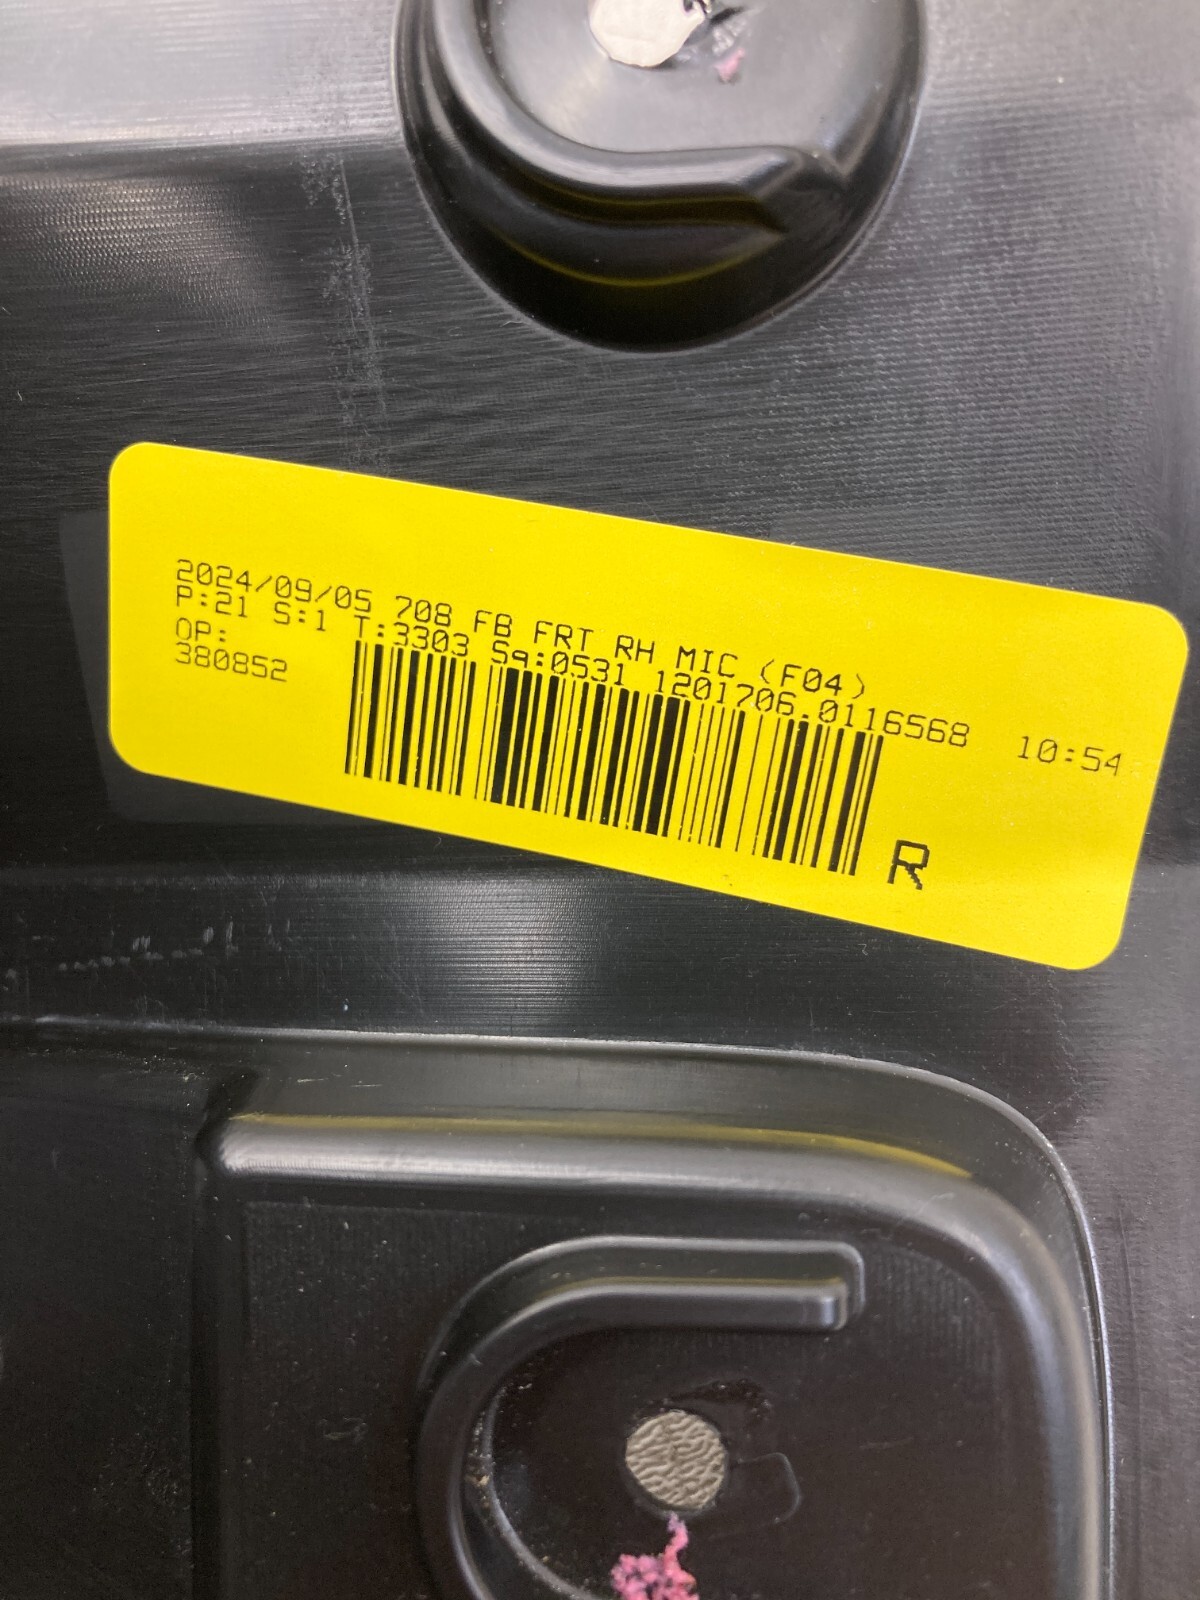 2024/09/05 708 FB FRT RH MIC (F04)
P:21 S:1 T:3303 Sq:0531 1201706.0116568 10:54
OP:
380852
R